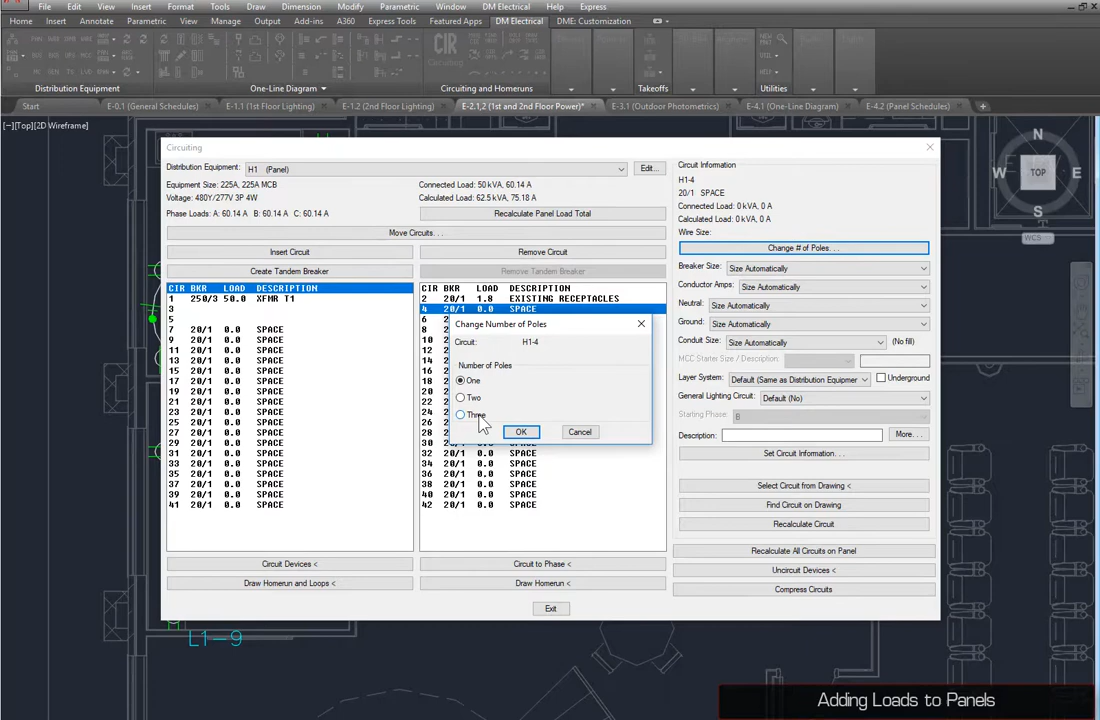 File Edit View Insert Format Tools Draw Dimension Modify Parametric Window DM Electrical Help Express
Home Insert Annotate Parametric View Manage Output Add-ins A360 Express Tools Featured Apps DM Electrical DME: Customization
CIR
Circuiting
Takeoffs
Distribution Equipment One-Line Diagram Circuiting and Homeruns Utilities
Start E-0.1 (General Schedules) E-1.1 (1st Floor Lighting) E-1.2 (2nd Floor Lighting) E-2.1,2 (1st and 2nd Floor Power)* E-3.1 (Outdoor Photometrics) E-4.1 (One-Line Diagram) E-4.2 (Panel Schedules)
[−][Top][2D Wireframe]
N
W TOP E
S
WCS
Circuiting
Distribution Equipment: H1 (Panel) Edit...
Equipment Size: 225A, 225A MCB
Voltage: 480Y/277V 3P 4W
Phase Loads: A: 60.14 A B: 60.14 A C: 60.14 A
Connected Load: 50 kVA, 60.14 A
Calculated Load: 62.5 kVA, 75.18 A
Recalculate Panel Load Total
Move Circuits. . .
Insert Circuit Remove Circuit
Create Tandem Breaker Remove Tandem Breaker
CIR BKR LOAD DESCRIPTION
1 250/3 50.0 XFMR T1
3
5
7 20/1 0.0 SPACE
9 20/1 0.0 SPACE
11 20/1 0.0 SPACE
13 20/1 0.0 SPACE
15 20/1 0.0 SPACE
17 20/1 0.0 SPACE
19 20/1 0.0 SPACE
21 20/1 0.0 SPACE
23 20/1 0.0 SPACE
25 20/1 0.0 SPACE
27 20/1 0.0 SPACE
29 20/1 0.0 SPACE
31 20/1 0.0 SPACE
33 20/1 0.0 SPACE
35 20/1 0.0 SPACE
37 20/1 0.0 SPACE
39 20/1 0.0 SPACE
41 20/1 0.0 SPACE
CIR BKR LOAD DESCRIPTION
2 20/1 1.8 EXISTING RECEPTACLES
4 20/1 0.0 SPACE
6
8
10
12
14
16
18
20
22
24
26
28
30
32 20/1 0.0 SPACE
34 20/1 0.0 SPACE
36 20/1 0.0 SPACE
38 20/1 0.0 SPACE
40 20/1 0.0 SPACE
42 20/1 0.0 SPACE
Change Number of Poles
Circuit: H1-4
Number of Poles
One
Two
Three
OK Cancel
Circuit Devices < Circuit to Phase <
Draw Homerun and Loops < Draw Homerun <
Exit
Circuit Information:
H1-4
20/1 SPACE
Connected Load: 0 kVA, 0 A
Calculated Load: 0 kVA, 0 A
Wire Size:
Change # of Poles. . .
Breaker Size: Size Automatically
Conductor Amps: Size Automatically
Neutral: Size Automatically
Ground: Size Automatically
Conduit Size: Size Automatically (No fill)
MCC Starter Size / Description:
Layer System: Default (Same as Distribution Equipmer Underground
General Lighting Circuit: Default (No)
Starting Phase: B
Description: More. . .
Set Circuit Information. . .
Select Circuit from Drawing <
Find Circuit on Drawing
Recalculate Circuit
Recalculate All Circuits on Panel
Uncircuit Devices <
Compress Circuits
L1-9
Adding Loads to Panels